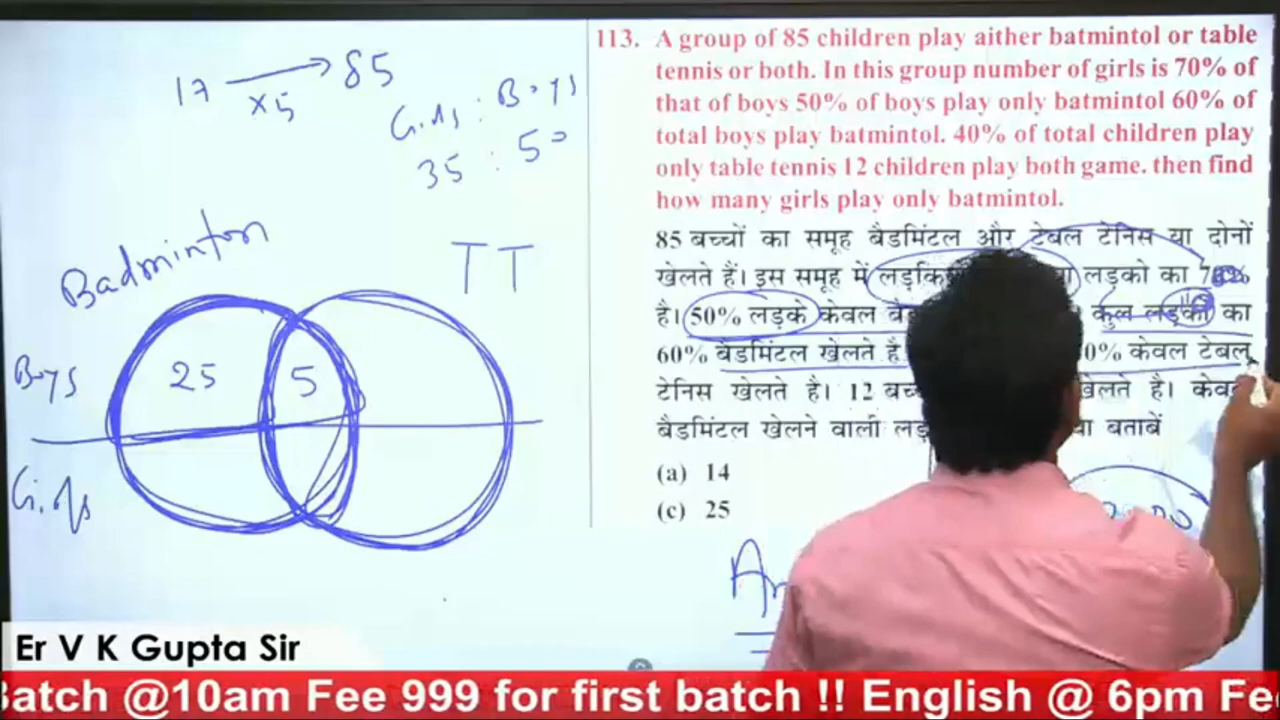 17 → 85
×5
Girls : Boys
35 : 50
Badminton
TT
Boys
25
5
Girls
113. A group of 85 children play aither batmintol or table
tennis or both. In this group number of girls is 70% of
that of boys 50% of boys play only batmintol 60% of
total boys play batmintol. 40% of total children play
only table tennis 12 children play both game. then find
how many girls play only batmintol.
85 बच्चों का समूह बैडमिंटल और टेबल टेनिस या दोनों
खेलते हैं। इस समूह में लड़कि लड़को का
है। 50% लड़के केवल कुल लड़को का
60% बैडमिंटल खेलते है 0% केवल टेबल
टेनिस खेलते है। 12 बच्‍ खेलते है। केवल
बैडमिंटल खेलने वाली बताबें
(a) 14
(c) 25
Er V K Gupta Sir
Batch @10am Fee 999 for first batch !! English @ 6pm Fe